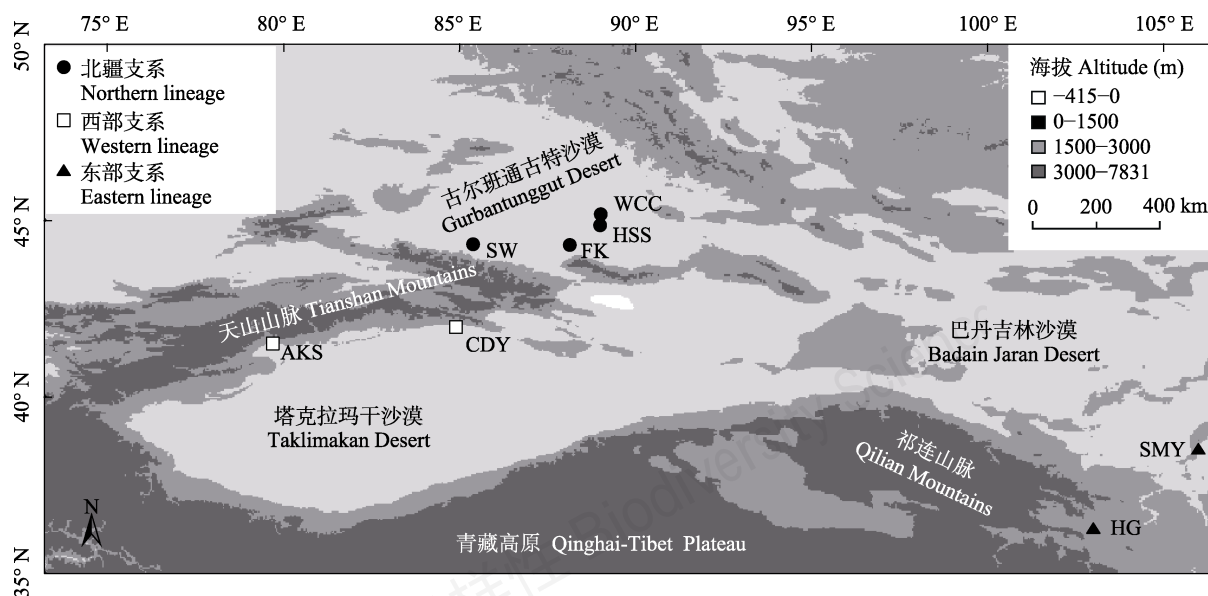 75° E 80° E 85° E 90° E 95° E 100° E 105° E
50° N
45° N
40° N
35° N
北疆支系
Northern lineage
西部支系
Western lineage
东部支系
Eastern lineage
海拔 Altitude (m)
−415−0
0−1500
1500−3000
3000−7831
0 200 400 km
古尔班通古特沙漠
Gurbantunggut Desert
WCC
HSS
SW
FK
天山山脉 Tianshan Mountains
AKS
CDY
巴丹吉林沙漠
Badain Jaran Desert
塔克拉玛干沙漠
Taklimakan Desert
祁连山脉
Qilian Mountains
SMY
HG
N
青藏高原 Qinghai-Tibet Plateau
样性 Biodiversity Science